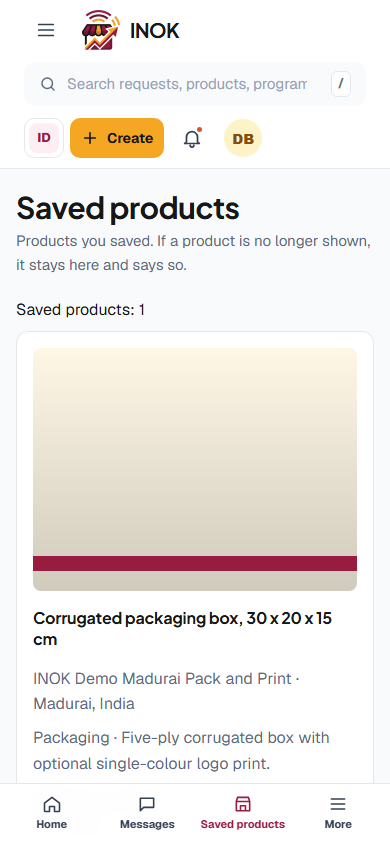 INOK
Search requests, products, program
/
ID
Create
DB
Saved products
Products you saved. If a product is no longer shown,
it stays here and says so.
Saved products: 1
Corrugated packaging box, 30 x 20 x 15
cm
INOK Demo Madurai Pack and Print ·
Madurai, India
Packaging · Five-ply corrugated box with
optional single-colour logo print.
Home
Messages
Saved products
More